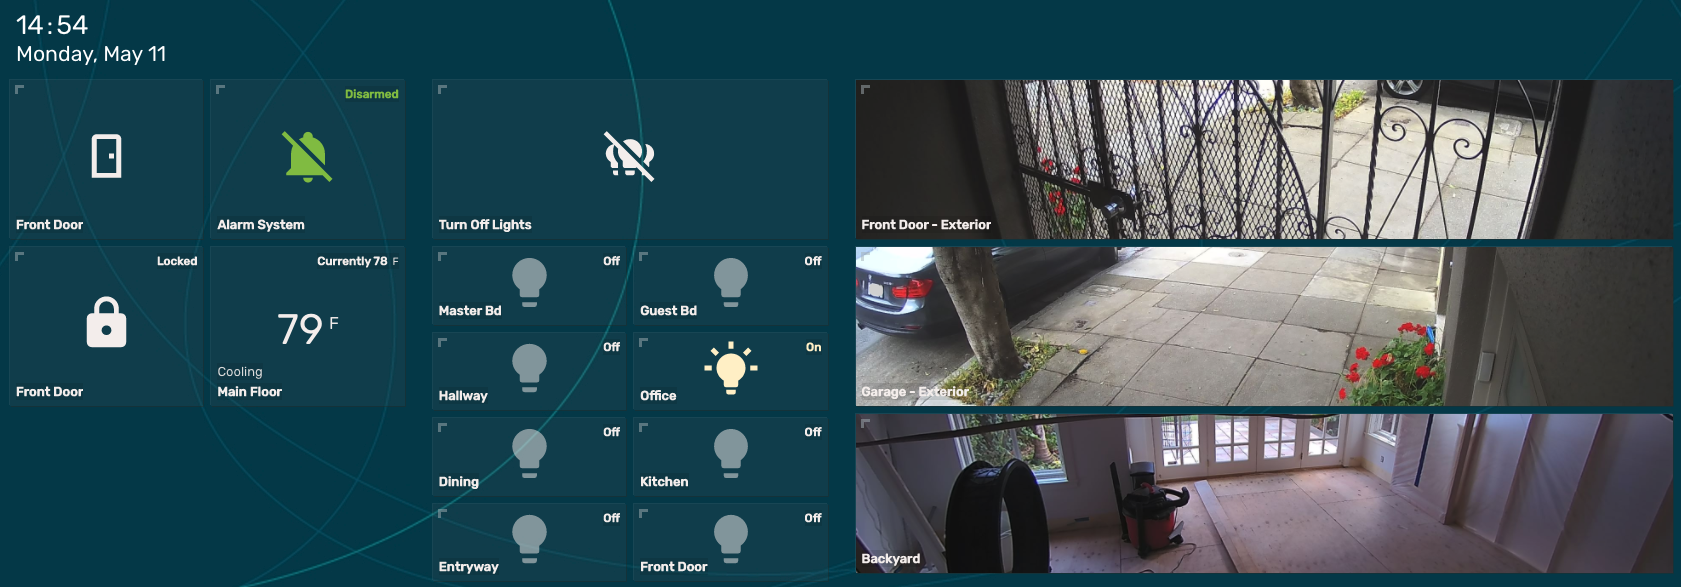 14:54
Monday, May 11
Front Door
Disarmed
Alarm System
Locked
Front Door
Currently 78 F
79 F
Cooling
Main Floor
Turn Off Lights
Off
Master Bd
Off
Guest Bd
Off
Hallway
On
Office
Off
Dining
Off
Kitchen
Off
Entryway
Off
Front Door
Front Door - Exterior
Garage - Exterior
Backyard